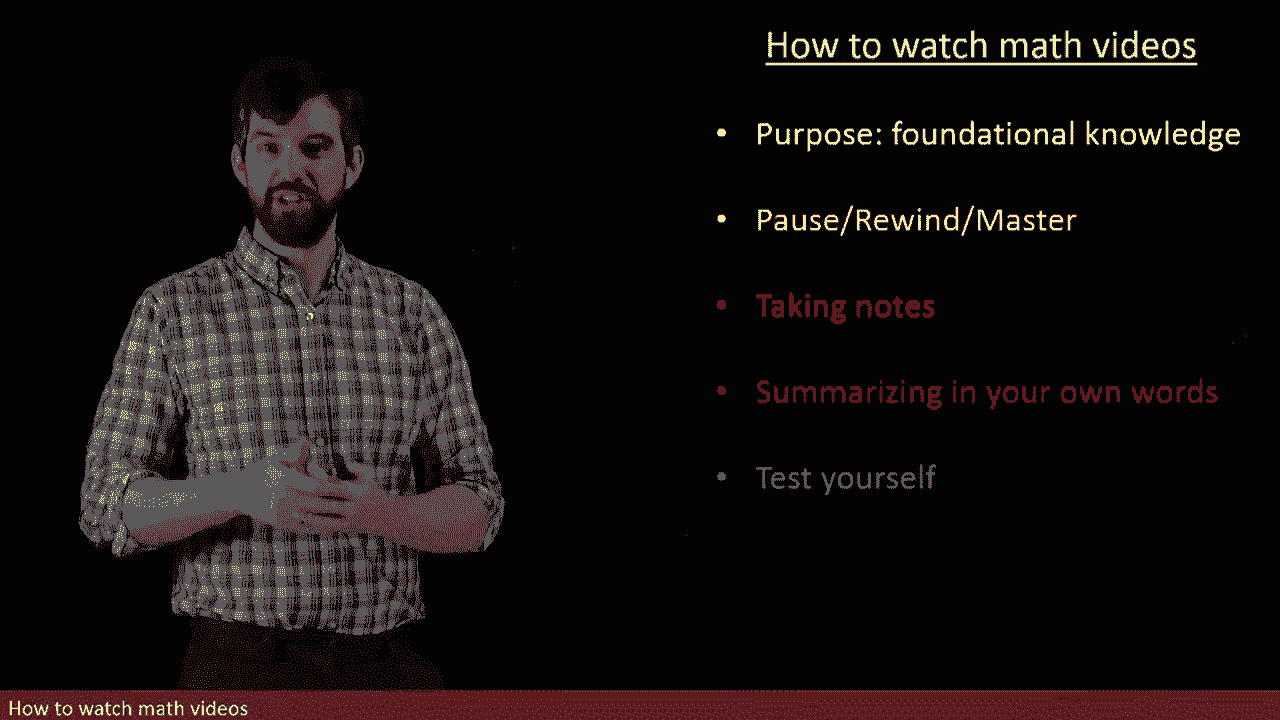 How to watch math videos
• Purpose: foundational knowledge
• Pause/Rewind/Master
• Taking notes
• Summarizing in your own words
• Test yourself
How to watch math videos